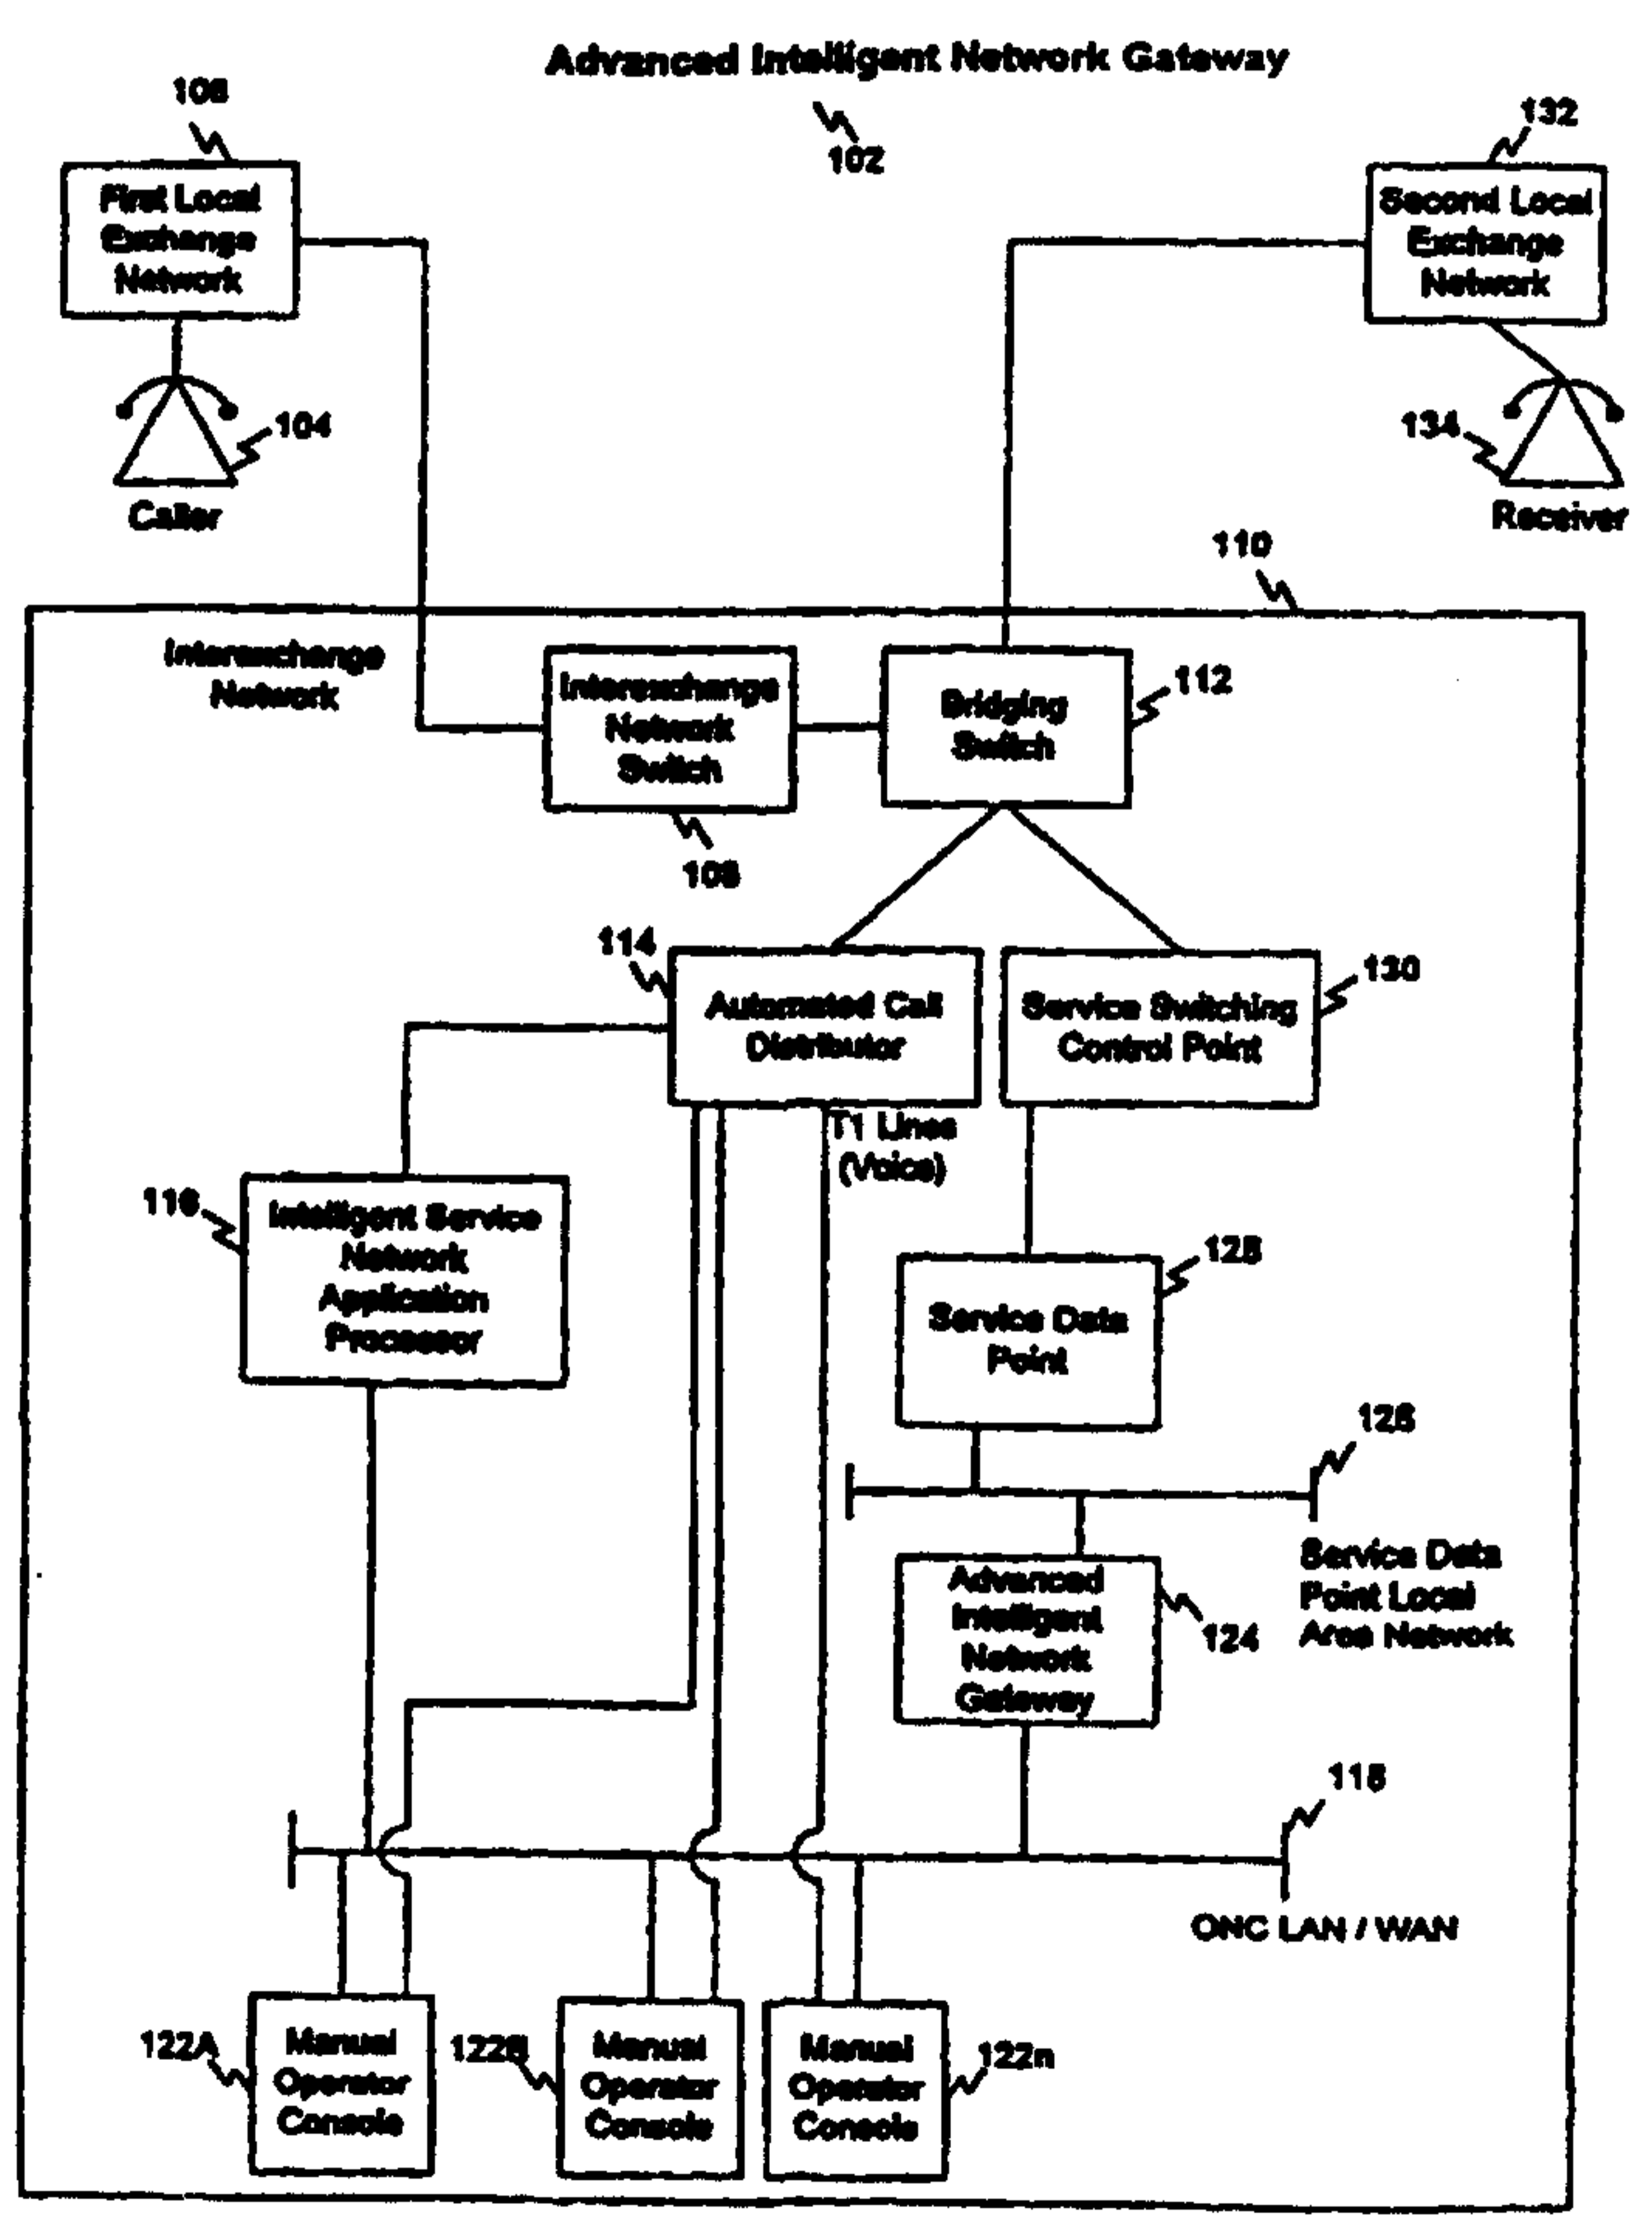 Advanced Intelligent Network Gateway
102
106
First Local
Exchange
Network
104
Caller
132
Second Local
Exchange
Network
134
Receiver
110
Interexchange
Network
Interexchange
Network
Switch
108
Bridging
Switch
112
114
Automated Call
Distributor
Service Switching
Control Point
130
T1 Lines
(Voice)
116
Intelligent Service
Network
Application
Processor
128
Service Data
Point
126
Service Data
Point Local
Area Network
Advanced
Intelligent
Network
Gateway
124
118
ONC LAN / WAN
122A
Manual
Operator
Console
122B
Manual
Operator
Console
Manual
Operator
Console
122n